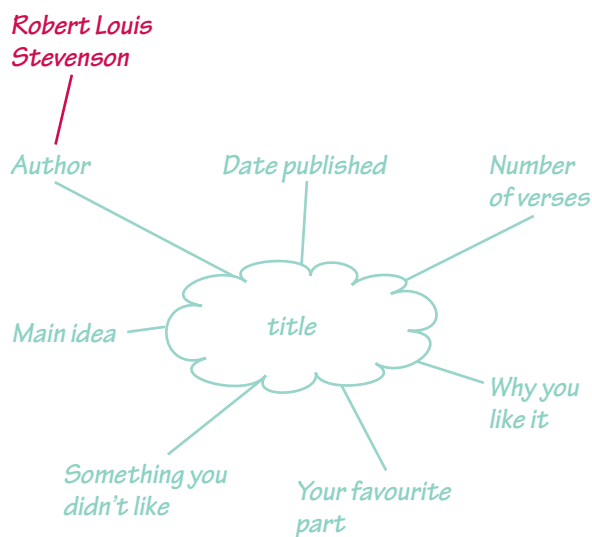 Robert Louis
Stevenson
Author
Date published
Number
of verses
Main idea
title
Why you
like it
Something you
didn't like
Your favourite
part